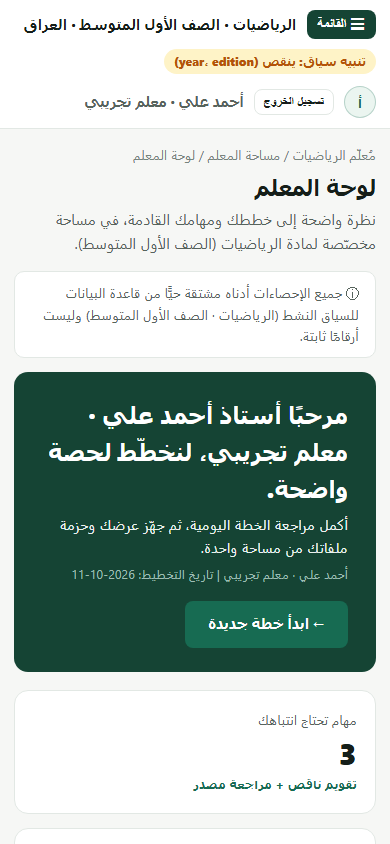 ☰ القائمة
الرياضيات · الصف الأول المتوسط · العراق
تنبيه سياق: ينقص (year، edition)
أ
تسجيل الخروج
أحمد علي · معلم تجريبي
مُعلّم الرياضيات / مساحة المعلم / لوحة المعلم
لوحة المعلم
نظرة واضحة إلى خططك ومهامك القادمة، في مساحة
مخصّصة لمادة الرياضيات (الصف الأول المتوسط).
ⓘ جميع الإحصاءات أدناه مشتقة حيًّا من قاعدة البيانات
للسياق النشط (الرياضيات · الصف الأول المتوسط) وليست
أرقامًا ثابتة.
مرحبًا أستاذ أحمد علي ·
معلم تجريبي، لنخطّط لحصة
واضحة.
أكمل مراجعة الخطة اليومية، ثم جهّز عرضك وحزمة
ملفاتك من مساحة واحدة.
أحمد علي · معلم تجريبي | تاريخ التخطيط: 2026-10-11
← ابدأ خطة جديدة
مهام تحتاج انتباهك
3
تقويم ناقص + مراجعة مصدر